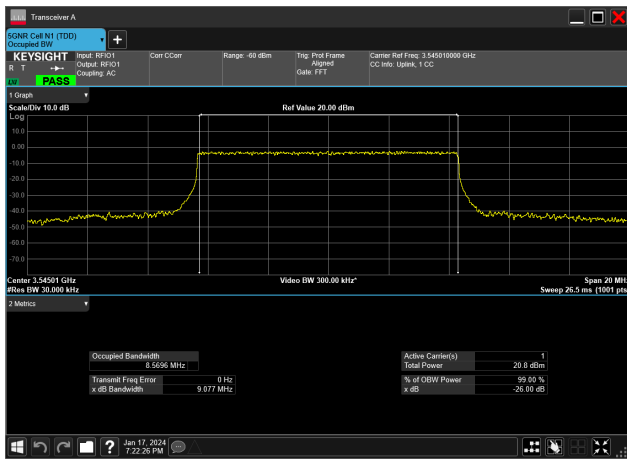 Transceiver A
5GNR Cell N1 (TDD)
Occupied BW
KEYSIGHT
R T
LNI
PASS
Input: RFIO1
Output: RFIO1
Coupling: AC
Corr CCorr
Range: -60 dBm
Trig: Prot Frame
Aligned
Gate: FFT
Carrier Ref Freq: 3.545010000 GHz
CC Info: Uplink, 1 CC
1 Graph
Scale/Div 10.0 dB
Ref Value 20.00 dBm
Log
10.0
0.00
-10.0
-20.0
-30.0
-40.0
-50.0
-60.0
-70.0
Center 3.54501 GHz
Video BW 300.00 kHz*
Span 20 MHz
#Res BW 30.000 kHz
Sweep 26.5 ms (1001 pts
2 Metrics
Occupied Bandwidth
8.5696 MHz
Transmit Freq Error 0 Hz
x dB Bandwidth 9.077 MHz
Active Carrier(s) 1
Total Power 20.8 dBm
% of OBW Power 99.00 %
x dB -26.00 dB
Jan 17, 2024
7:22:26 PM